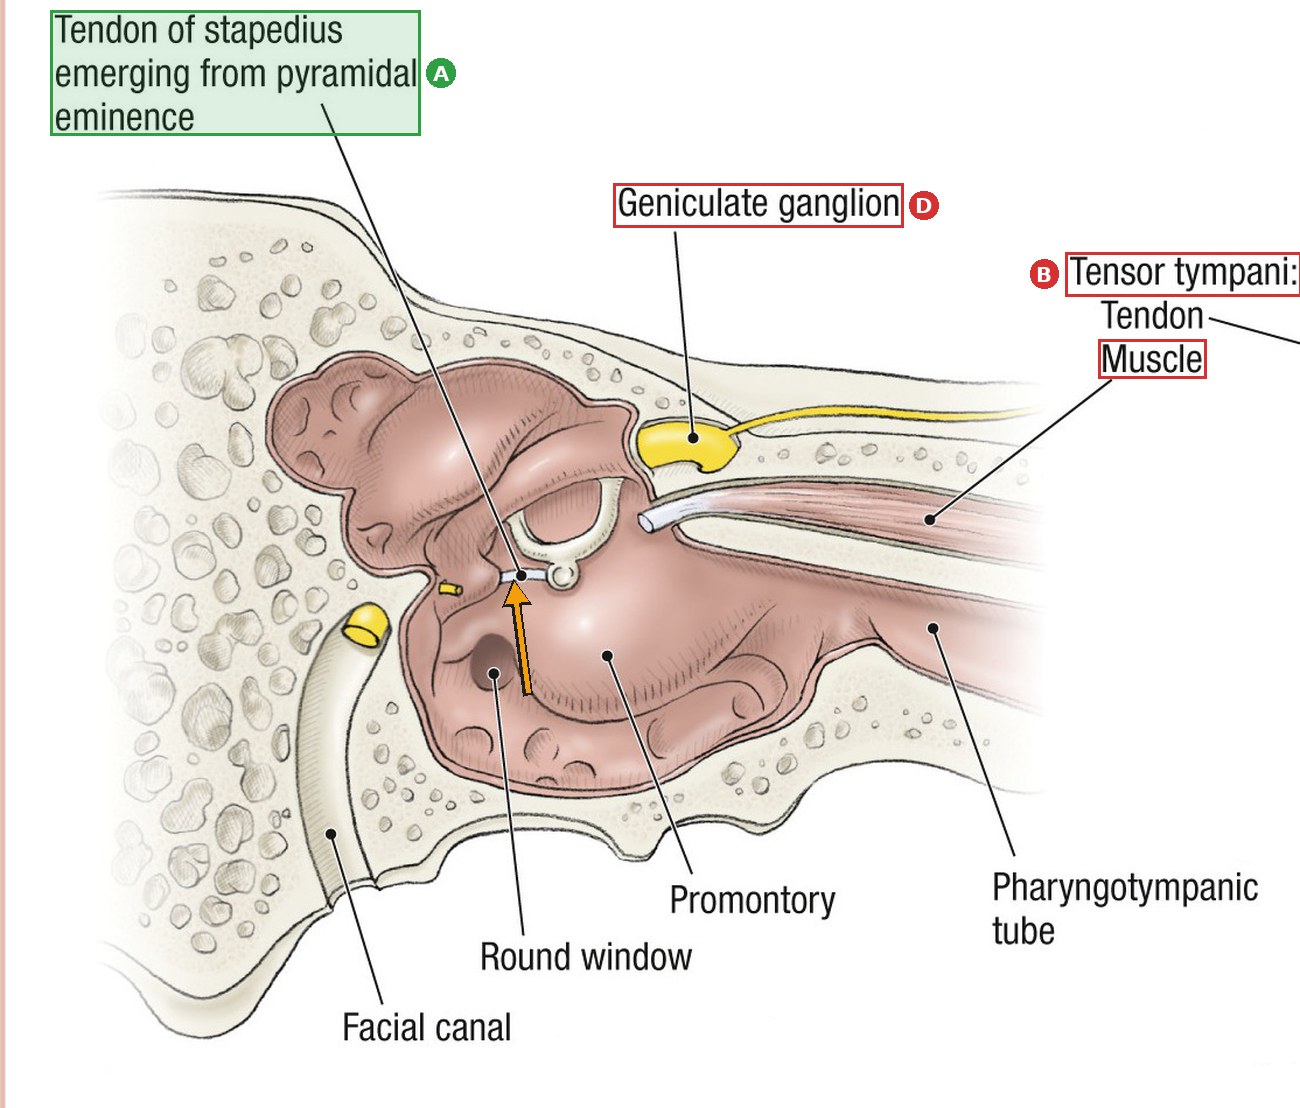 Tendon of stapedius
emerging from pyramidal
eminence
A
Geniculate ganglion
D
B
Tensor tympani:
Tendon
Muscle
Promontory
Pharyngotympanic
tube
Round window
Facial canal